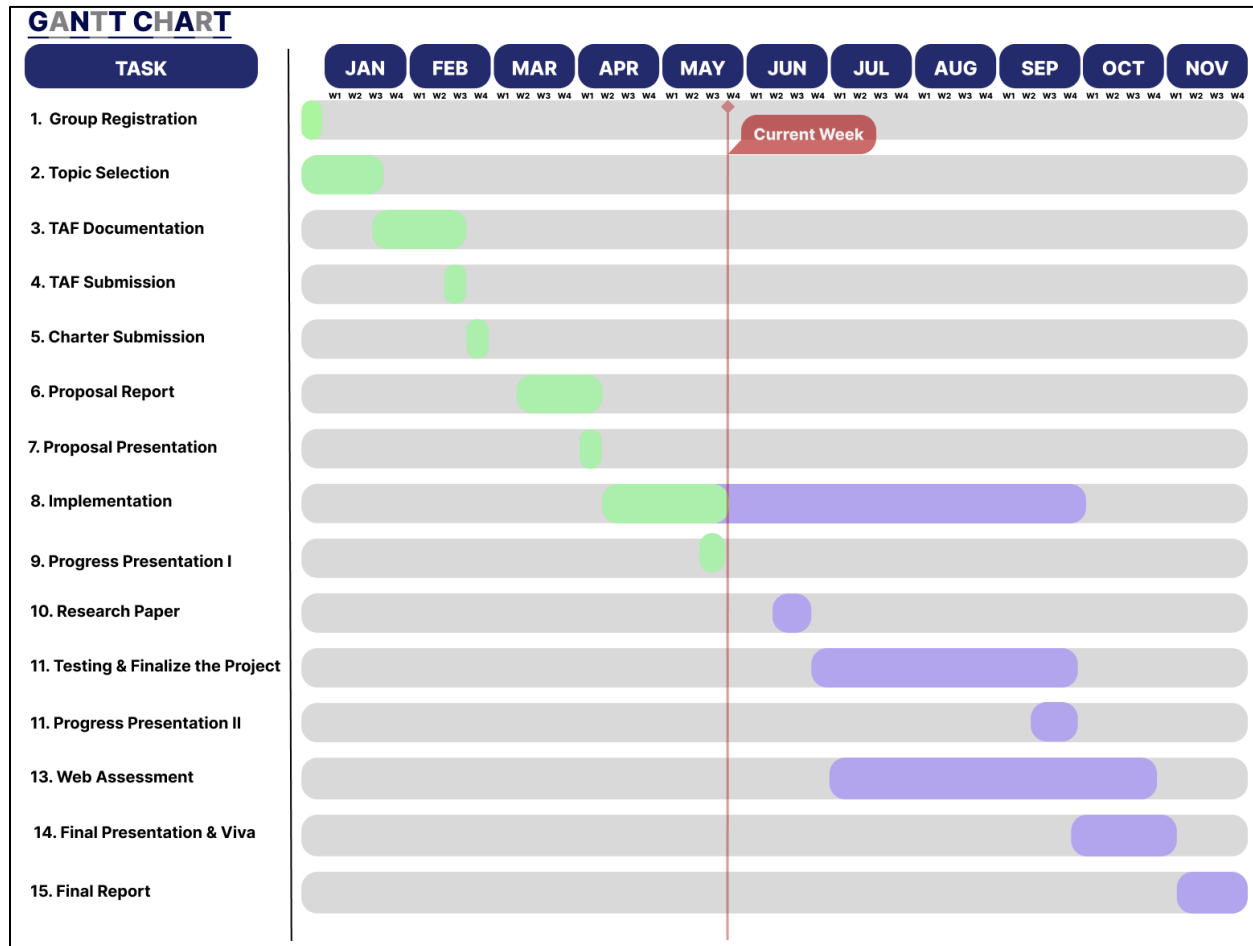 GANTT CHART
TASK JAN FEB MAR APR MAY JUN JUL AUG SEP OCT NOV
W1 W2 W3 W4 W1 W2 W3 W4 W1 W2 W3 W4 W1 W2 W3 W4 W1 W2 W3 W4 W1 W2 W3 W4 W1 W2 W3 W4 W1 W2 W3 W4 W1 W2 W3 W4 W1 W2 W3 W4 W1 W2 W3 W4
1. Group Registration
Current Week
2. Topic Selection
3. TAF Documentation
4. TAF Submission
5. Charter Submission
6. Proposal Report
7. Proposal Presentation
8. Implementation
9. Progress Presentation I
10. Research Paper
11. Testing & Finalize the Project
11. Progress Presentation II
13. Web Assessment
14. Final Presentation & Viva
15. Final Report